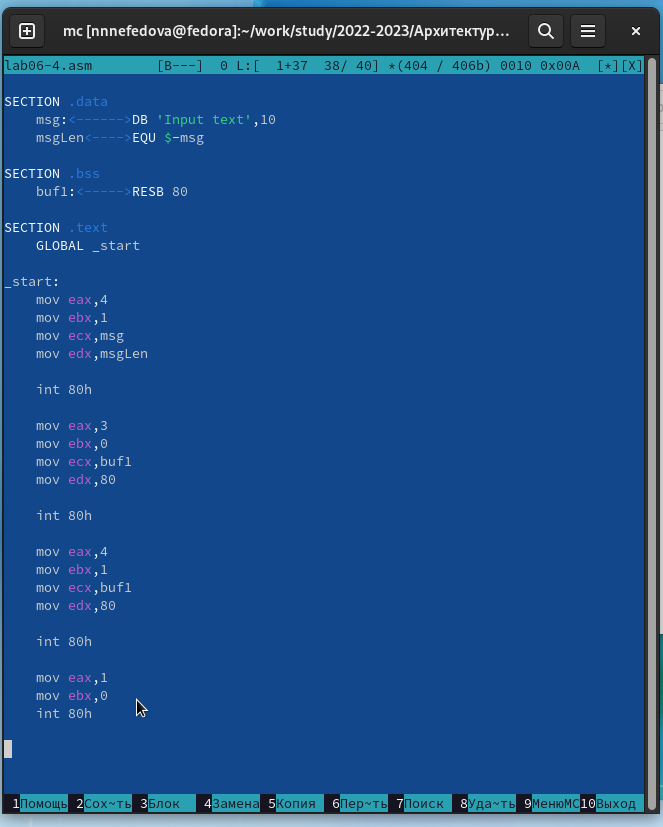 mc [nnnefedova@fedora]:~/work/study/2022-2023/Архитектур...
lab06-4.asm [B---] 0 L:[ 1+37 38/ 40] *(404 / 406b) 0010 0x00A [*][X]
SECTION .data
msg:<------>DB 'Input text',10
msgLen<---->EQU $-msg
SECTION .bss
buf1:<----->RESB 80
SECTION .text
GLOBAL _start
_start:
mov eax,4
mov ebx,1
mov ecx,msg
mov edx,msgLen
int 80h
mov eax,3
mov ebx,0
mov ecx,buf1
mov edx,80
int 80h
mov eax,4
mov ebx,1
mov ecx,buf1
mov edx,80
int 80h
mov eax,1
mov ebx,0
int 80h
1Помощь 2Сох~ть 3Блок 4Замена 5Копия 6Пер~ть 7Поиск 8Уда~ть 9МенюMC 10Выход